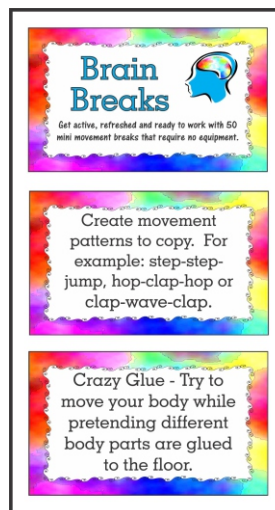 Brain
Breaks
Get active, refreshed and ready to work with 50
mini movement breaks that require no equipment.
Create movement
patterns to copy.  For
example: step-step-
jump, hop-clap-hop or
clap-wave-clap.
Crazy Glue - Try to
move your body while
pretending different
body parts are glued
to the floor.